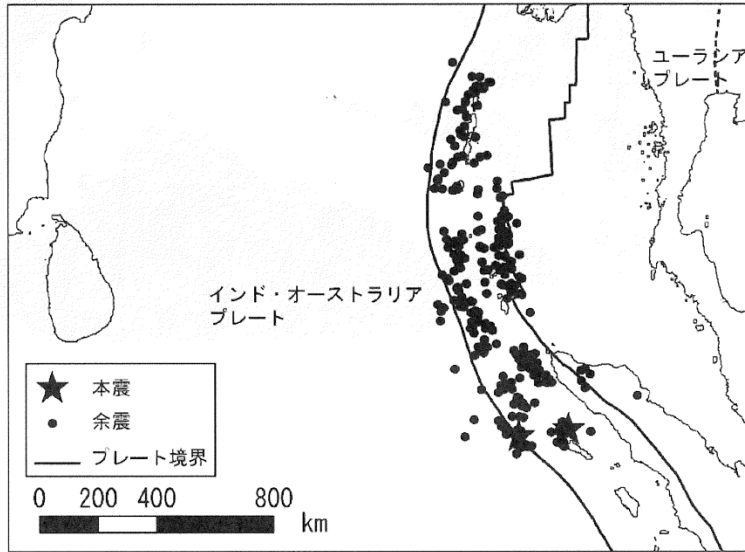 ユーラシア
プレート
インド・オーストラリア
プレート
本震
余震
プレート境界
0 200 400 800
km